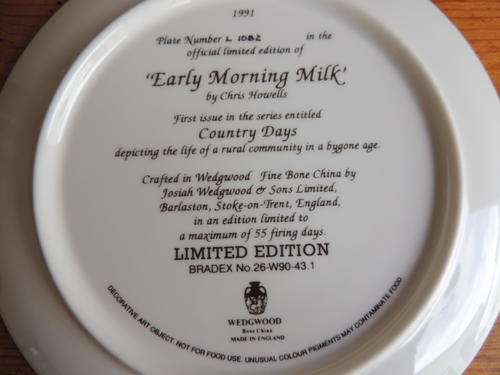 1991
Plate Number L 1082 in the
official limited edition of
'Early Morning Milk'
by Chris Howells
First issue in the series entitled
Country Days
depicting the life of a rural community in a bygone age.
Crafted in Wedgwood Fine Bone China by
Josiah Wedgwood & Sons Limited,
Barlaston, Stoke-on-Trent, England,
in an edition limited to
a maximum of 55 firing days.
LIMITED EDITION
BRADEX No.26-W90-43.1
WEDGWOOD
Bone China
MADE IN ENGLAND
DECORATIVE ART OBJECT. NOT FOR FOOD USE. UNUSUAL COLOUR PIGMENTS MAY CONTAMINATE FOOD